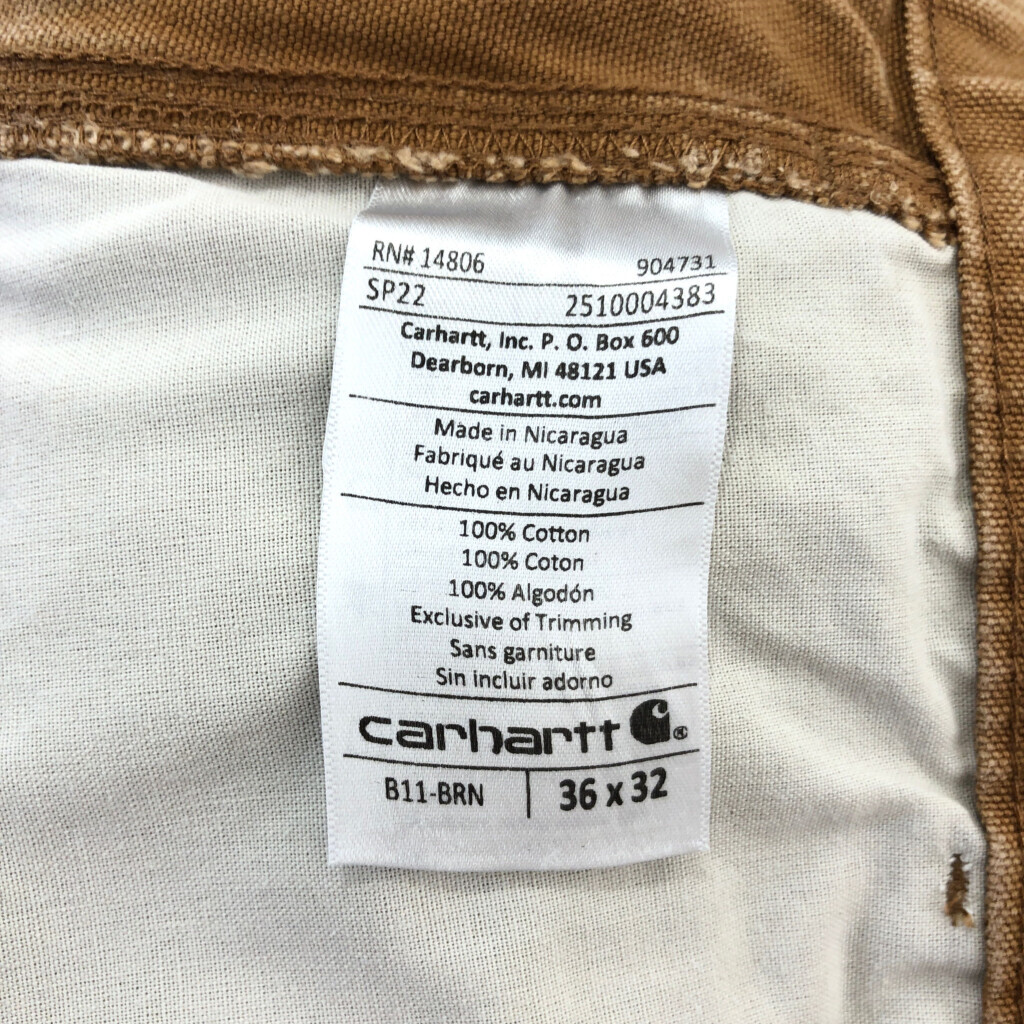 RN# 14806 904731
SP22 2510004383
Carhartt, Inc. P. O. Box 600
Dearborn, MI 48121 USA
carhartt.com
Made in Nicaragua
Fabriqué au Nicaragua
Hecho en Nicaragua
100% Cotton
100% Coton
100% Algodón
Exclusive of Trimming
Sans garniture
Sin incluir adorno
carhartt ®
B11-BRN 36 x 32